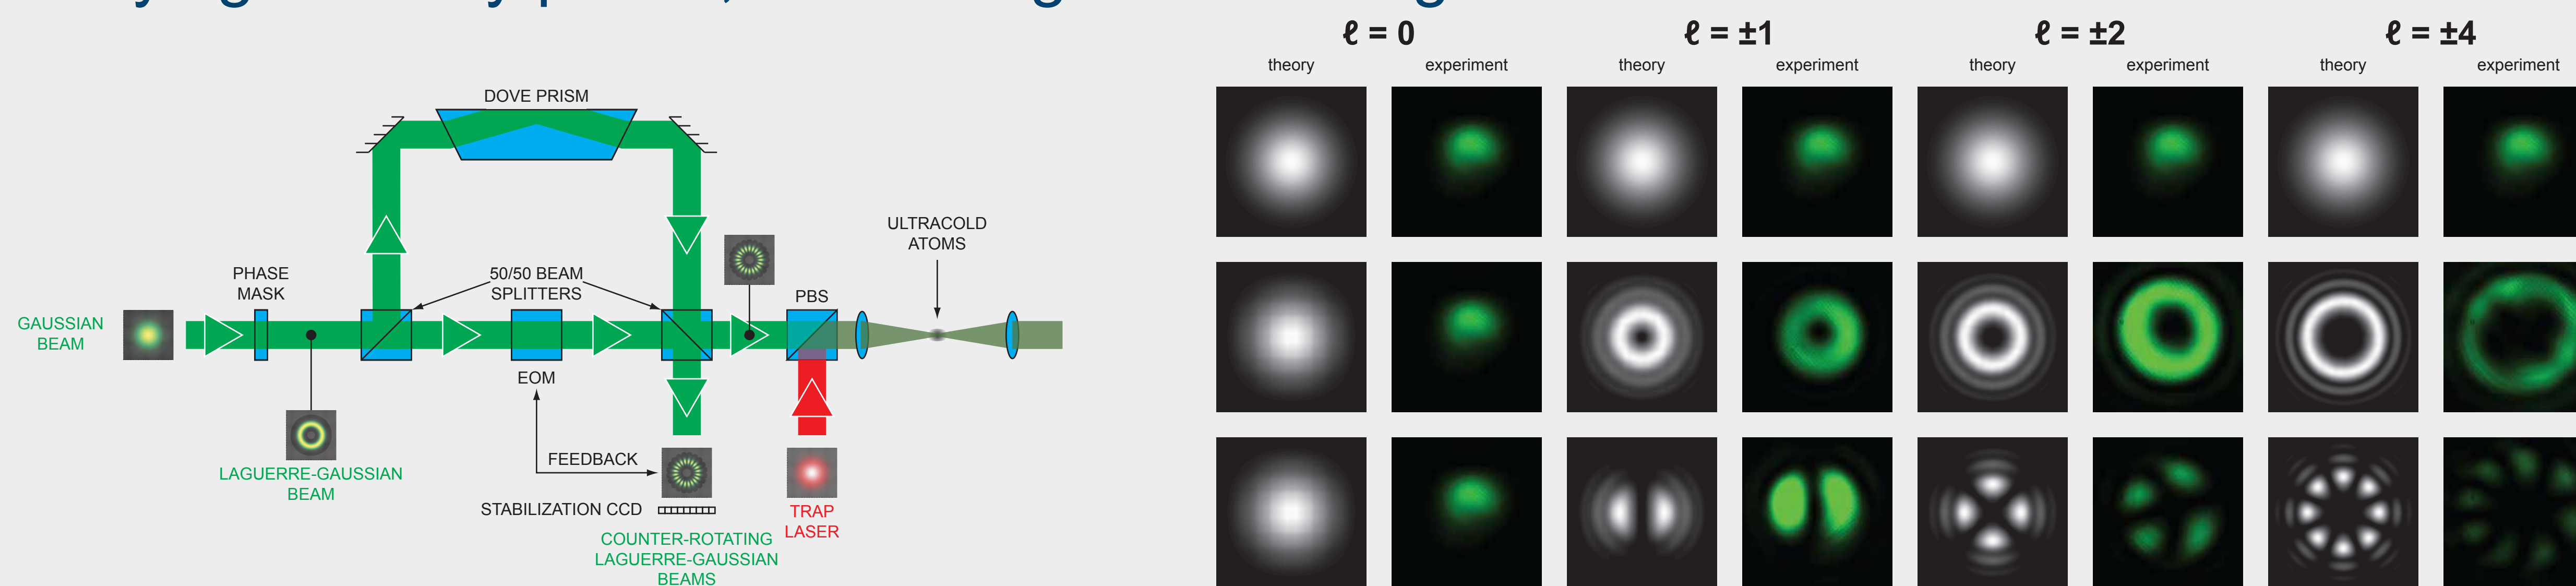 ℓ = 0
ℓ = ±1
ℓ = ±2
ℓ = ±4
theory
experiment
theory
experiment
theory
experiment
theory
experiment
DOVE PRISM
ULTRACOLD
ATOMS
PHASE
MASK
50/50 BEAM
SPLITTERS
PBS
GAUSSIAN
BEAM
EOM
FEEDBACK
LAGUERRE-GAUSSIAN
BEAM
STABILIZATION CCD
TRAP
LASER
COUNTER-ROTATING
LAGUERRE-GAUSSIAN
BEAMS